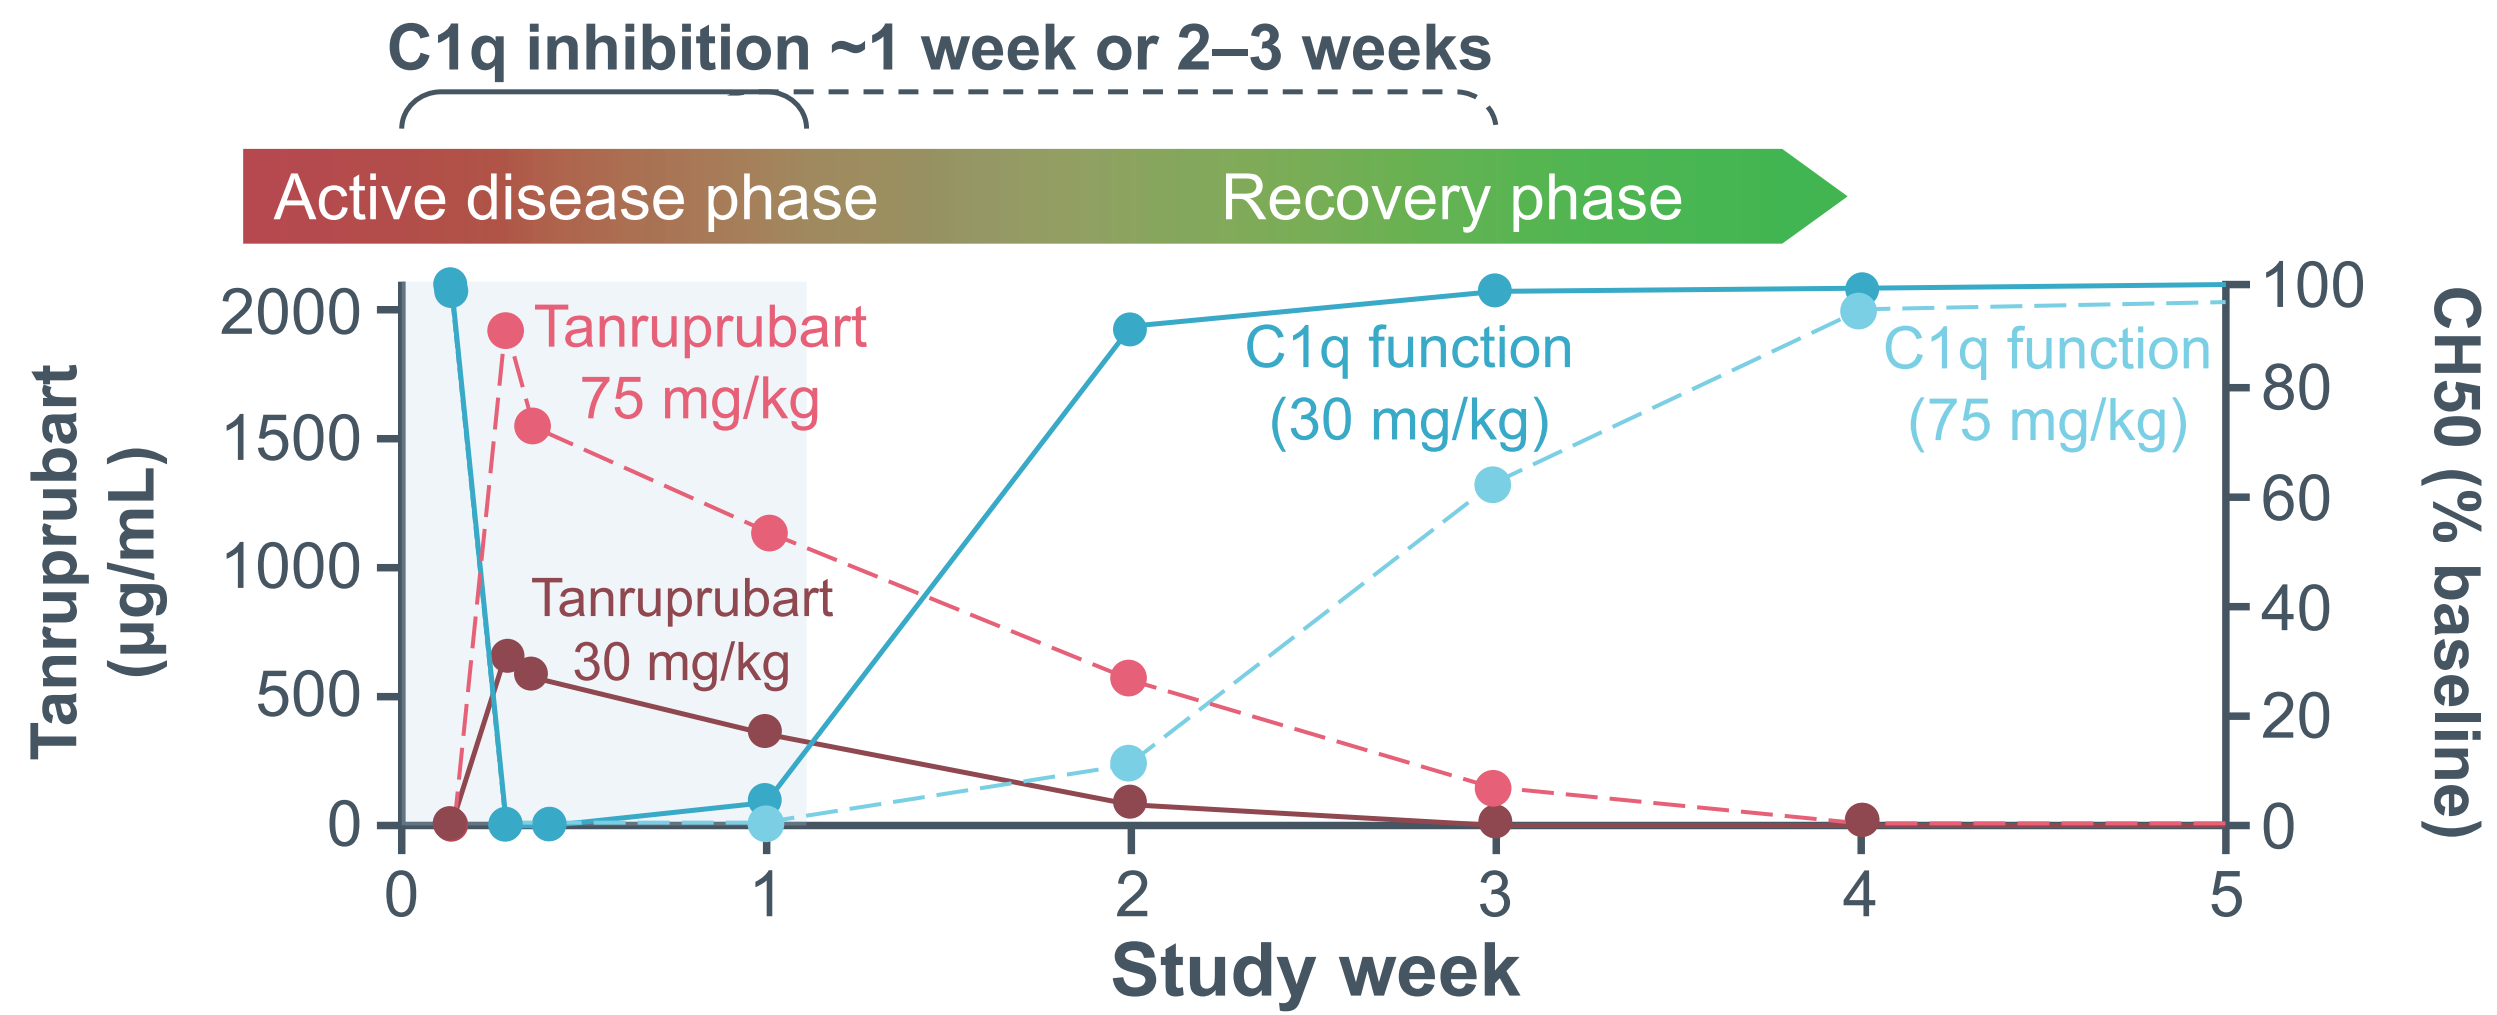 C1q inhibition ~1 week or 2–3 weeks
Active disease phase
Recovery phase
Tanruprubart
(µg/mL)
2000
1500
1000
500
0
Tanruprubart
75 mg/kg
Tanruprubart
30 mg/kg
C1q function
(30 mg/kg)
C1q function
(75 mg/kg)
100
80
60
40
20
0
CH50 (% baseline)
0
1
2
3
4
5
Study week